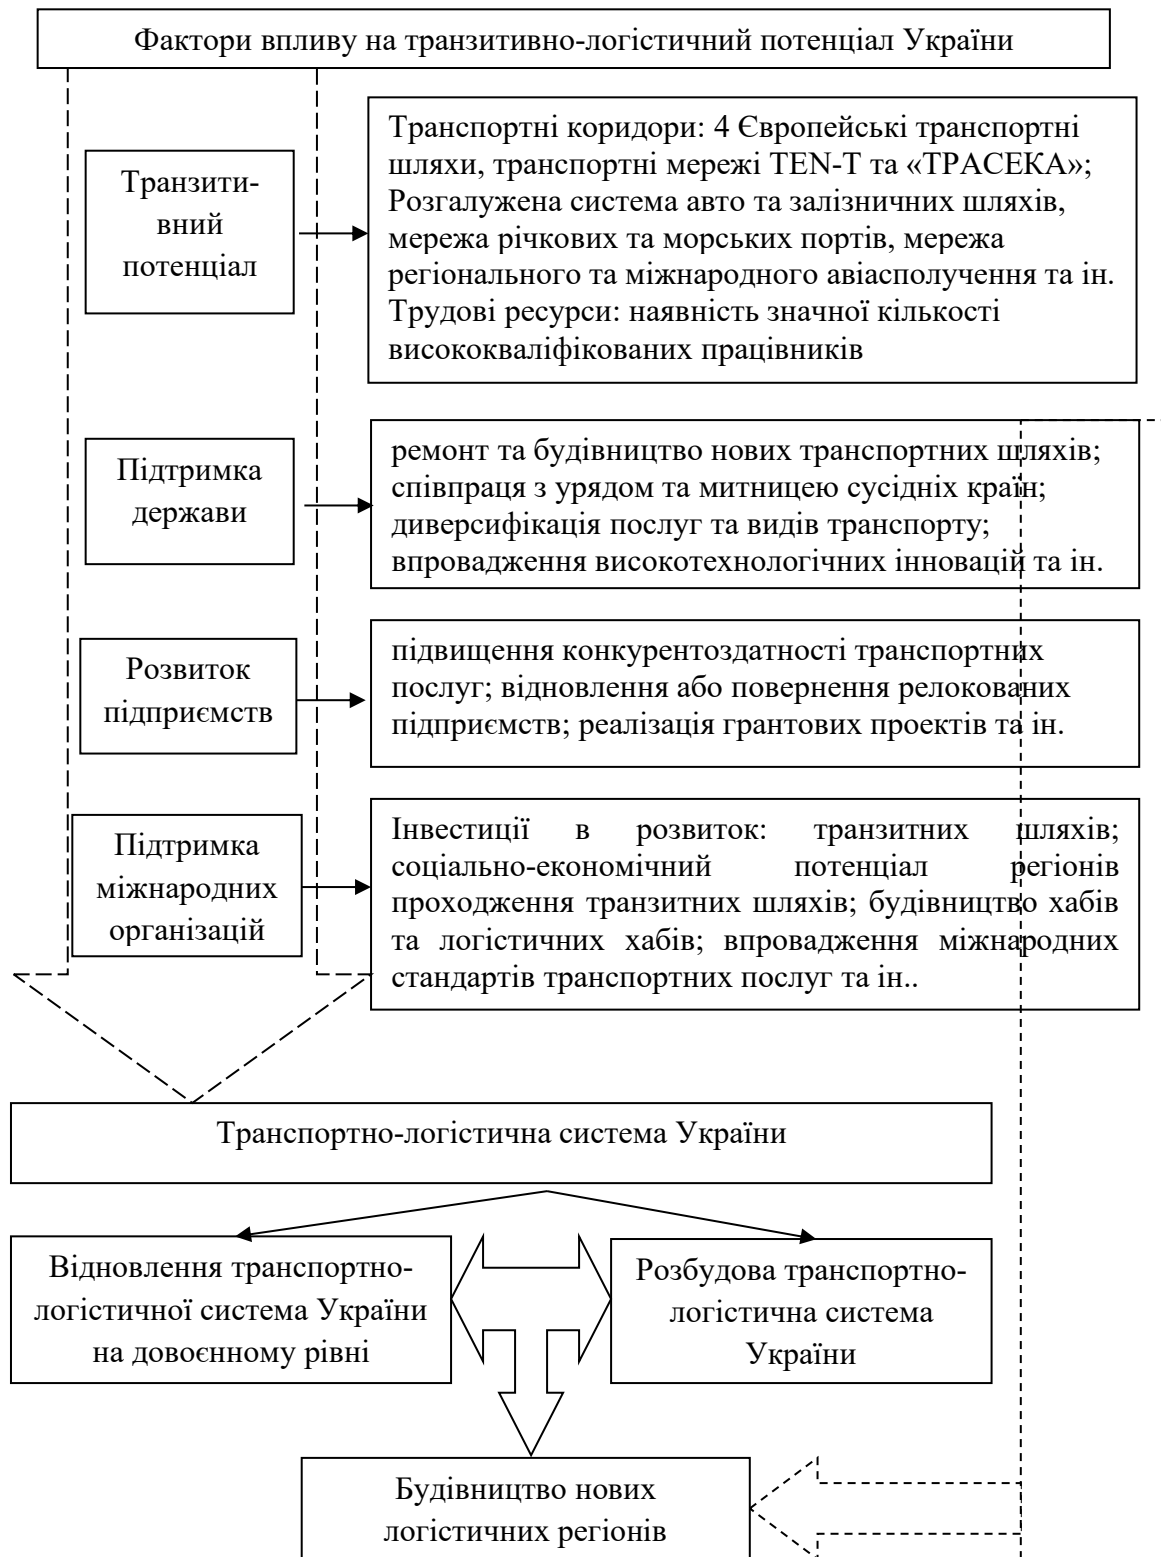 Фактори впливу на транзитивно-логістичний потенціал України
Транзити-
вний
потенціал
Транспортні коридори: 4 Європейські транспортні
шляхи, транспортні мережі TEN-T та «ТРАСЕКА»;
Розгалужена система авто та залізничних шляхів,
мережа річкових та морських портів, мережа
регіонального та міжнародного авіасполучення та ін.
Трудові ресурси: наявність значної кількості
висококваліфікованих працівників
Підтримка
держави
ремонт та будівництво нових транспортних шляхів;
співпраця з урядом та митницею сусідніх країн;
диверсифікація послуг та видів транспорту;
впровадження високотехнологічних інновацій та ін.
Розвиток
підприємств
підвищення конкурентоздатності транспортних
послуг; відновлення або повернення релокованих
підприємств; реалізація грантових проектів та ін.
Підтримка
міжнародних
організацій
Інвестиції в розвиток: транзитних шляхів;
соціально-економічний потенціал регіонів
проходження транзитних шляхів; будівництво хабів
та логістичних хабів; впровадження міжнародних
стандартів транспортних послуг та ін..
Транспортно-логістична система України
Відновлення транспортно-
логістичної система України
на довоєнному рівні
Розбудова транспортно-
логістична система
України
Будівництво нових
логістичних регіонів